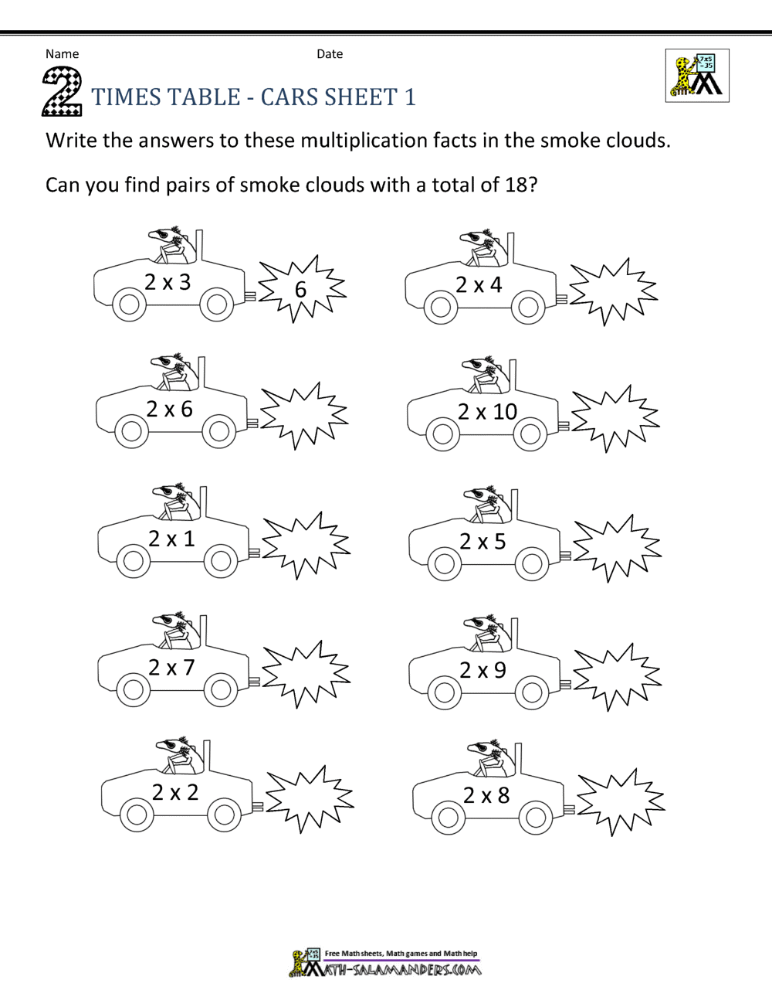 Name Date
2 TIMES TABLE - CARS SHEET 1
7x5
=35
Write the answers to these multiplication facts in the smoke clouds.
Can you find pairs of smoke clouds with a total of 18?
2 x 3 6 2 x 4
2 x 6 2 x 10
2 x 1 2 x 5
2 x 7 2 x 9
2 x 2 2 x 8
7x5
=35
Free Math sheets, Math games and Math help
MATH-SALAMANDERS.COM